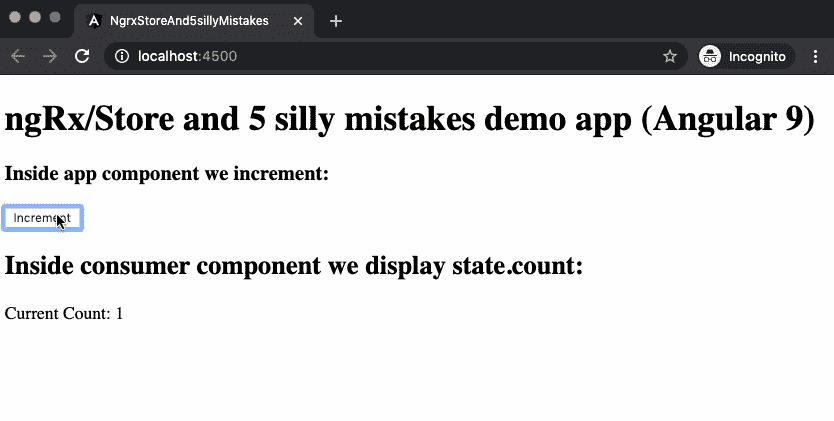 NgrxStoreAnd5sillyMistakes
localhost:4500
Incognito
ngRx/Store and 5 silly mistakes demo app (Angular 9)
Inside app component we increment:
Increment
Inside consumer component we display state.count:
Current Count: 1